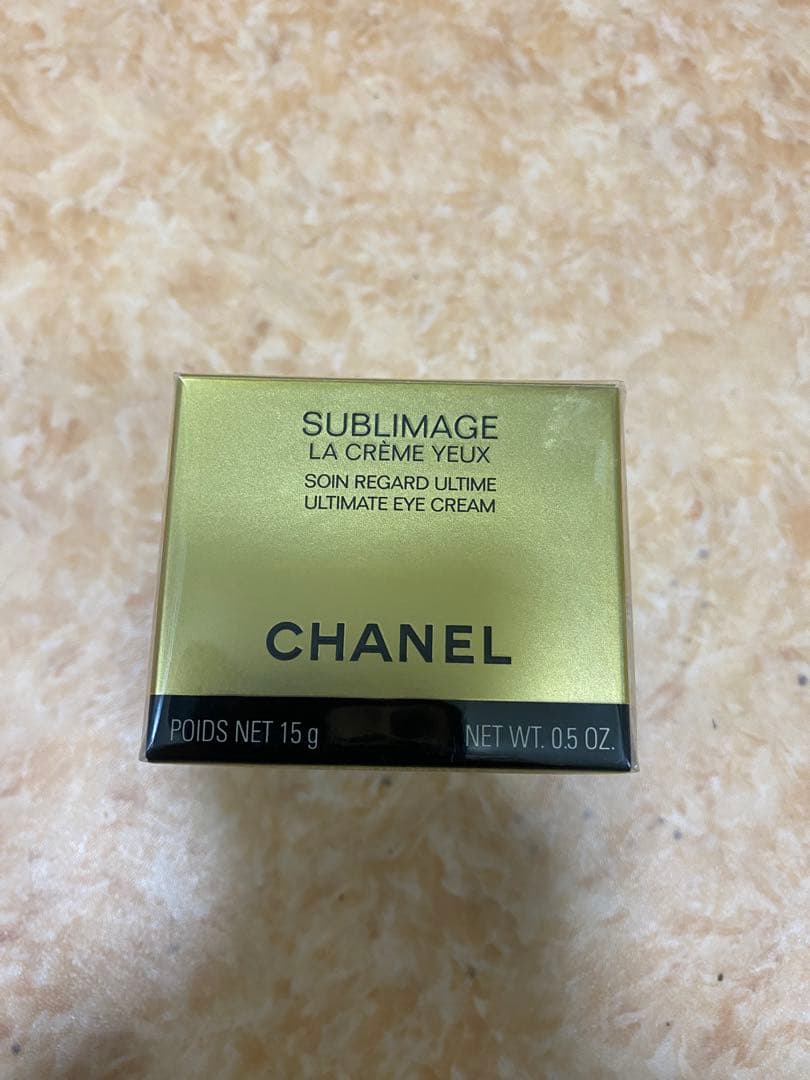 SUBLIMAGE
LA CRÈME YEUX
SOIN REGARD ULTIME
ULTIMATE EYE CREAM
CHANEL
POIDS NET 15 g NET WT. 0.5 OZ.